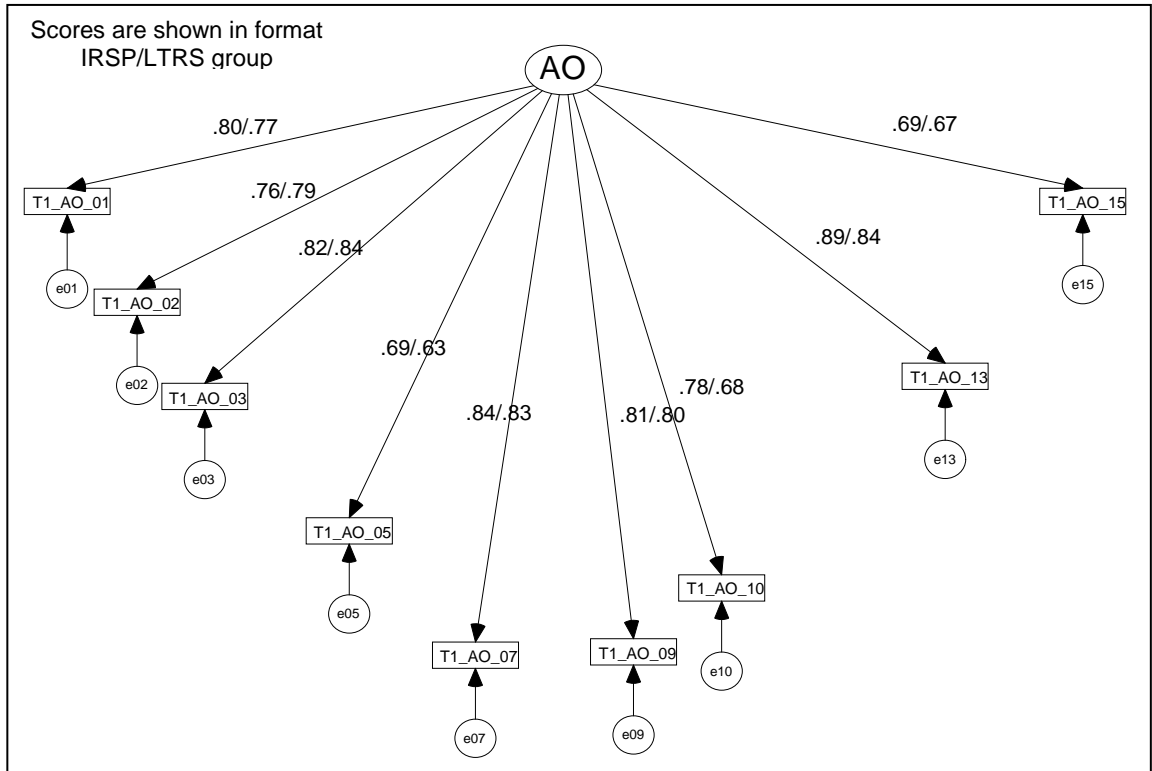 Scores are shown in format
IRSP/LTRS group
AO
.80/.77
.69/.67
.76/.79
.82/.84
.89/.84
.69/.63
.78/.68
.84/.83
.81/.80
T1_AO_01
T1_AO_15
e01
e15
T1_AO_02
e02
T1_AO_03
T1_AO_13
e03
e13
T1_AO_05
e05
T1_AO_10
T1_AO_07
T1_AO_09
e10
e07
e09